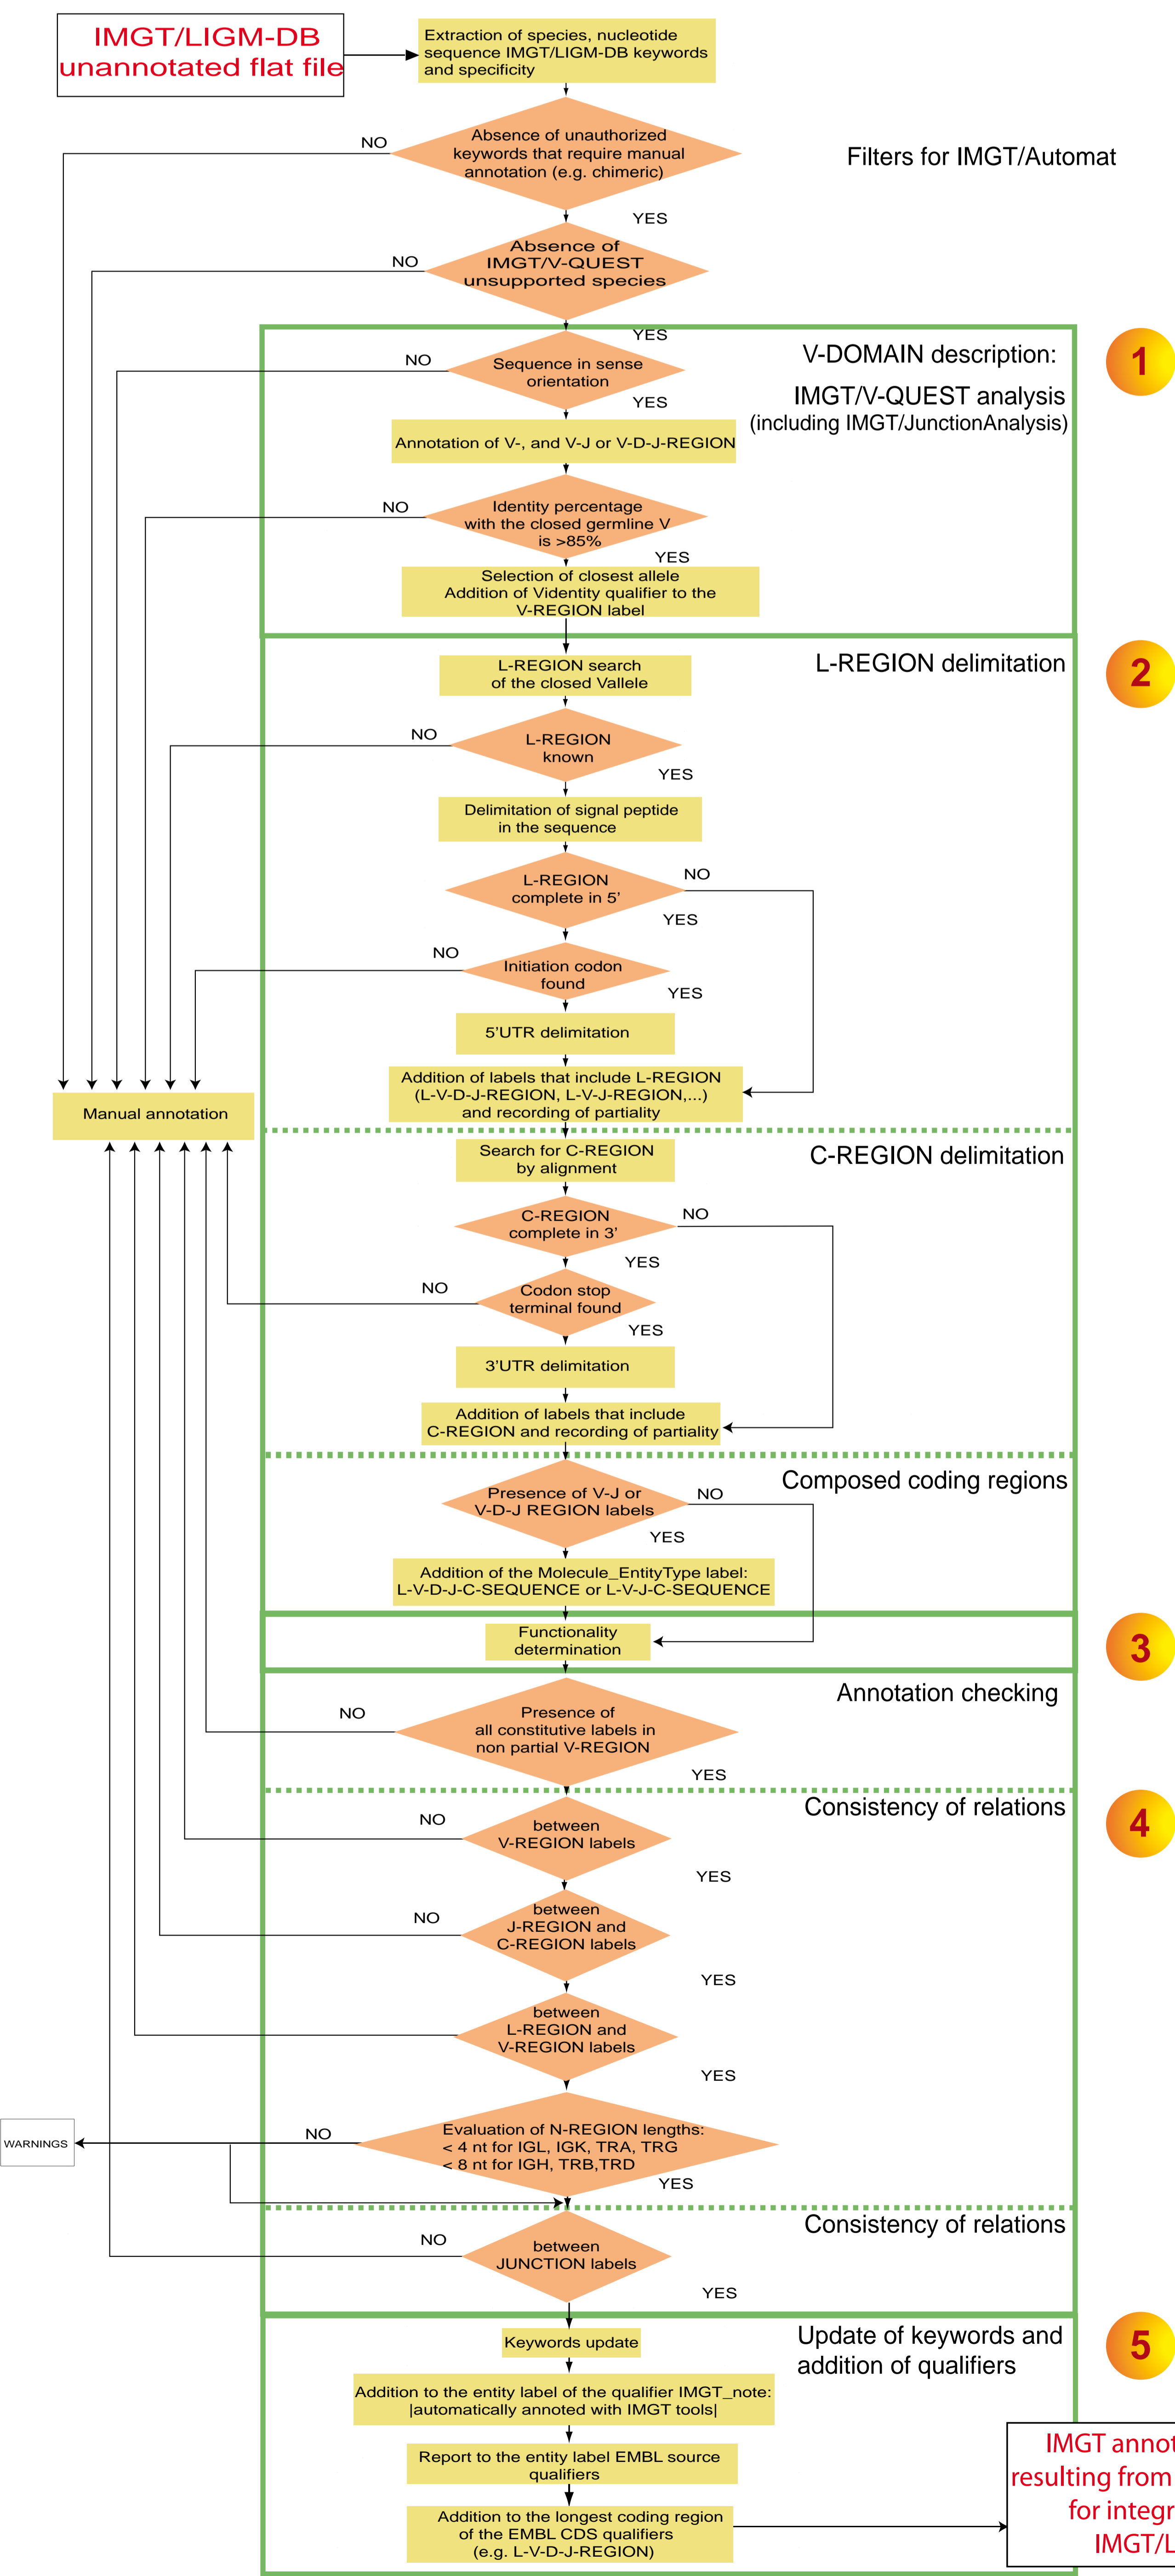 IMGT/LIGM-DB
unannotated flat file
Extraction of species, nucleotide
sequence IMGT/LIGM-DB keywords
and specificity
NO
Absence of unauthorized
keywords that require manual
annotation (e.g. chimeric)
Filters for IMGT/Automat
YES
NO
Absence of
IMGT/V-QUEST
unsupported species
YES
NO
Sequence in sense
orientation
V-DOMAIN description:
IMGT/V-QUEST analysis
(including IMGT/JunctionAnalysis)
1
YES
Annotation of V-, and V-J or V-D-J-REGION
NO
Identity percentage
with the closed germline V
is >85%
YES
Selection of closest allele
Addition of Videntity qualifier to the
V-REGION label
L-REGION search
of the closed Vallele
L-REGION delimitation
2
NO
L-REGION
known
YES
Delimitation of signal peptide
in the sequence
L-REGION
complete in 5’
NO
YES
NO
Initiation codon
found
YES
5’UTR delimitation
Addition of labels that include L-REGION
(L-V-D-J-REGION, L-V-J-REGION,...)
and recording of partiality
Manual annotation
Search for C-REGION
by alignment
C-REGION delimitation
C-REGION
complete in 3’
NO
YES
NO
Codon stop
terminal found
YES
3’UTR delimitation
Addition of labels that include
C-REGION and recording of partiality
Composed coding regions
Presence of V-J or
V-D-J REGION labels
NO
YES
Addition of the Molecule_EntityType label:
L-V-D-J-C-SEQUENCE or L-V-J-C-SEQUENCE
Functionality
determination
3
Annotation checking
NO
Presence of
all constitutive labels in
non partial V-REGION
YES
Consistency of relations
4
NO
between
V-REGION labels
YES
NO
between
J-REGION and
C-REGION labels
YES
between
L-REGION and
V-REGION labels
YES
WARNINGS
NO
Evaluation of N-REGION lengths:
< 4 nt for IGL, IGK, TRA, TRG
< 8 nt for IGH, TRB,TRD
YES
Consistency of relations
NO
between
JUNCTION labels
YES
Keywords update
Update of keywords and
addition of qualifiers
5
Addition to the entity label of the qualifier IMGT_note:
|automatically annoted with IMGT tools|
Report to the entity label EMBL source
qualifiers
Addition to the longest coding region
of the EMBL CDS qualifiers
(e.g. L-V-D-J-REGION)
IMGT
resulting from
for